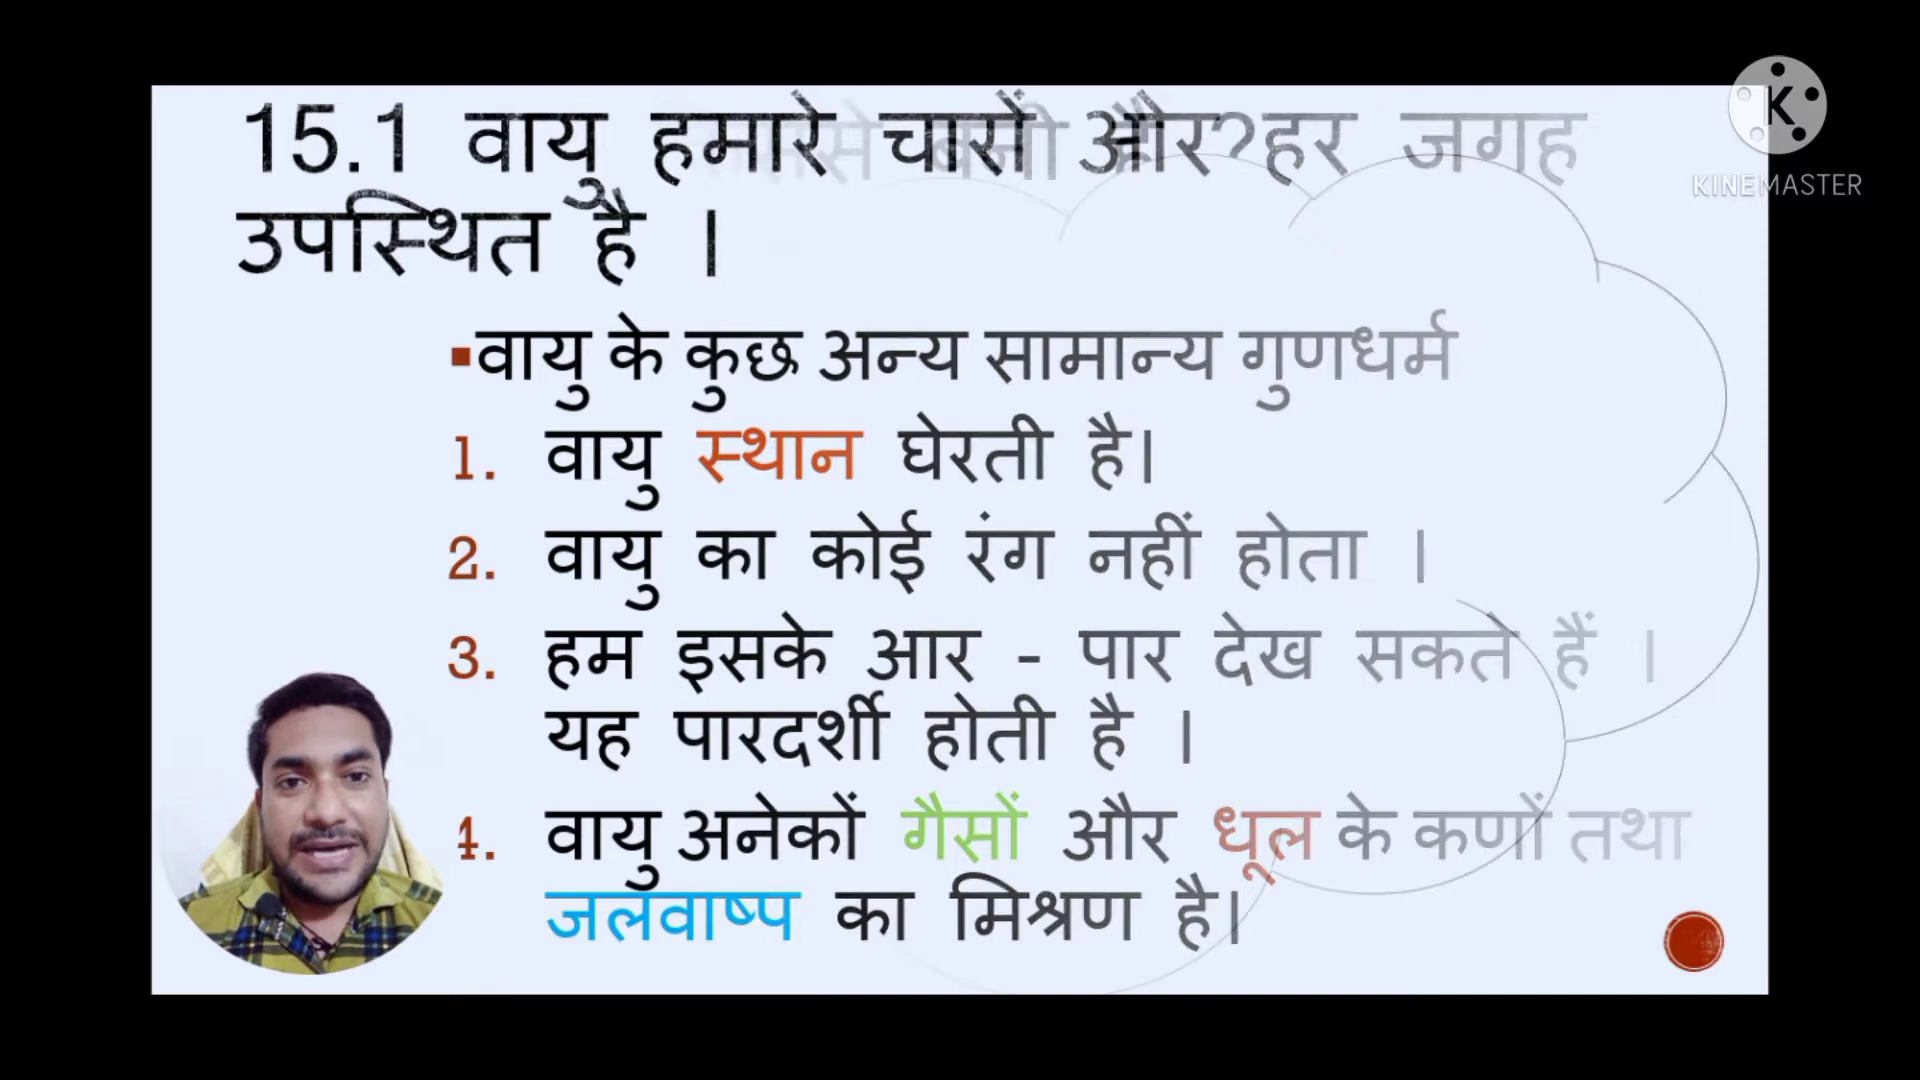 15.1 वायु हमारे चारों और हर जगह
उपस्थित है ।
▪वायु के कुछ अन्य सामान्य गुणधर्म
1. वायु स्थान घेरती है।
2. वायु का कोई रंग नहीं होता ।
3. हम इसके आर - पार देख सकते हैं ।
यह पारदर्शी होती है ।
4. वायु अनेकों गैसों और धूल के कणों तथा
जलवाष्प का मिश्रण है।
K
KINEMASTER